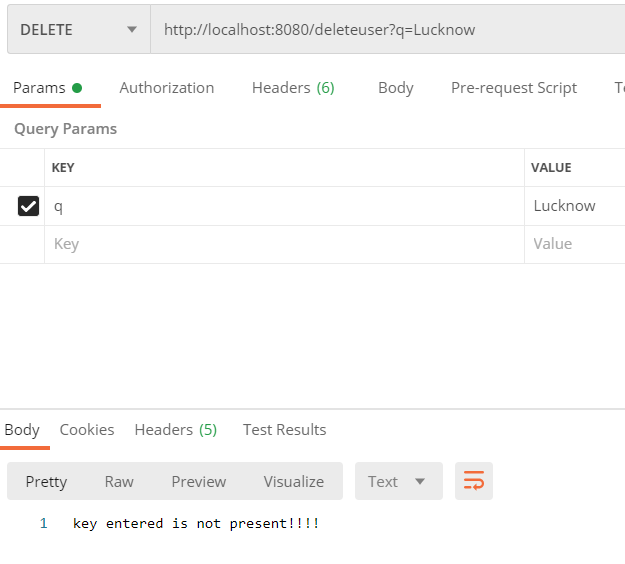 DELETE http://localhost:8080/deleteuser?q=Lucknow
Params Authorization Headers (6) Body Pre-request Script
Query Params
KEY VALUE
q Lucknow
Key Value
Body Cookies Headers (5) Test Results
Pretty Raw Preview Visualize Text
1 key entered is not present!!!!